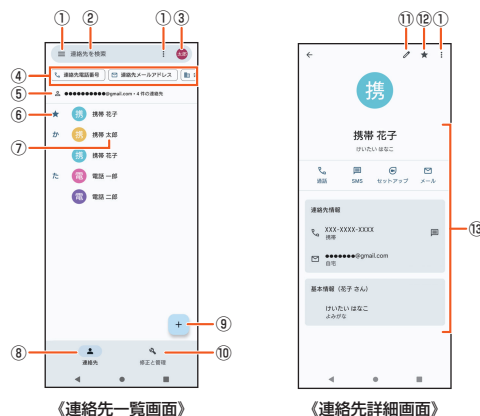 ① ② ① ③
連絡先を検索
太郎
④
連絡先電話番号 連絡先メールアドレス
⑤
●●●●●●●●●●@gmail.com・4 件の連絡先
⑥
★ 携 携帯 花子
か 携 携帯 太郎
⑦
携 携帯 花子
た 電 電話 一郎
電 電話 二郎
+ ⑨
⑧ ⑩
連絡先 修正と管理
《連絡先一覧画面》
⑪ ⑫ ①
携
携帯 花子
けいたい はなこ
通話 SMS セットアップ メール
⑬
連絡先情報
XXX-XXXX-XXXX
携帯
●●●●●●●@gmail.com
自宅
基本情報（花子 さん）
けいたい はなこ
よみがな
《連絡先詳細画面》